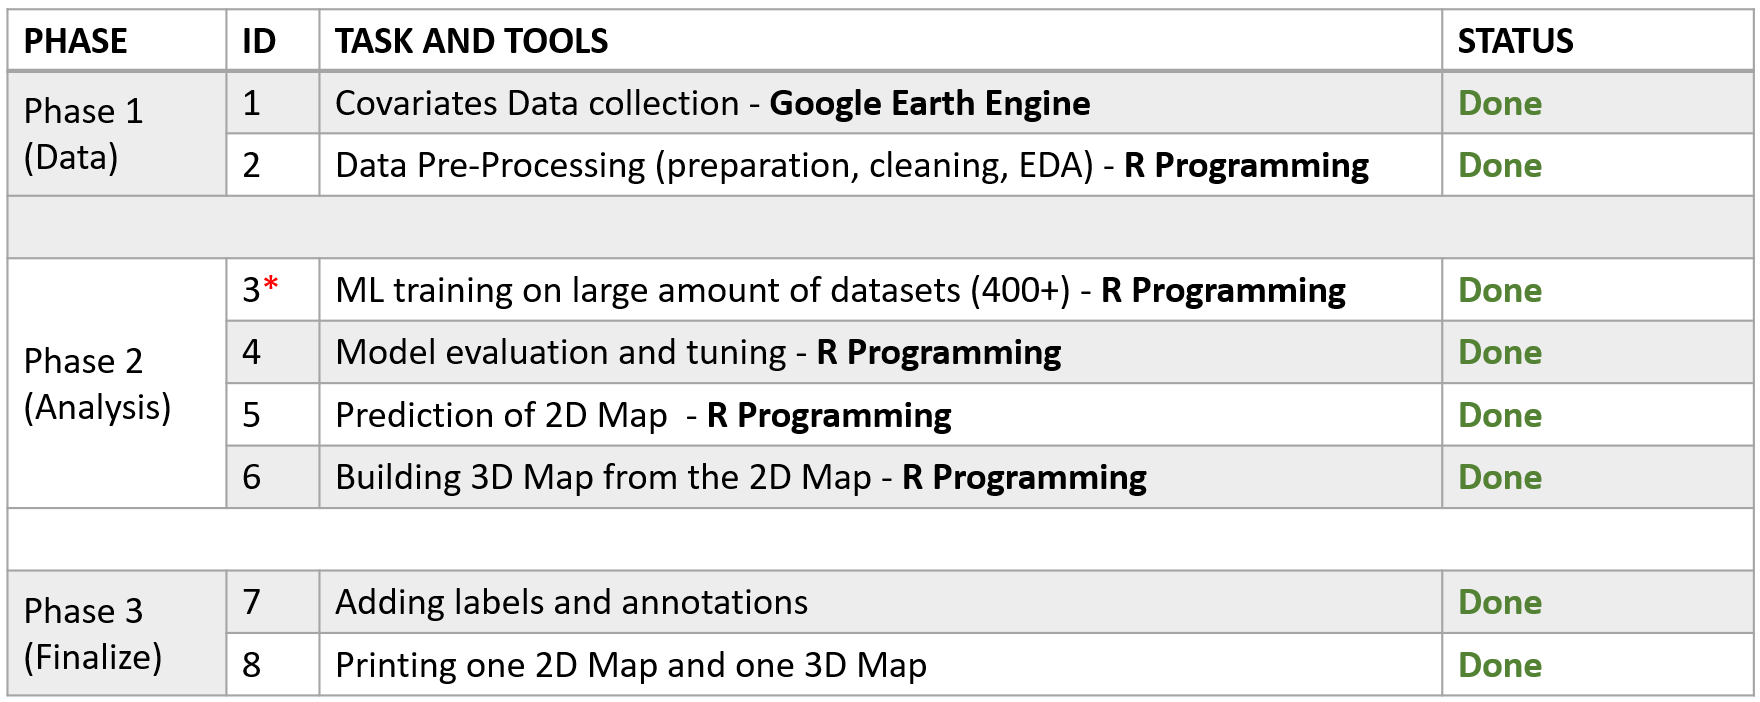 PHASE ID TASK AND TOOLS STATUS
Phase 1
(Data)
1 Covariates Data collection - Google Earth Engine Done
2 Data Pre-Processing (preparation, cleaning, EDA) - R Programming Done
Phase 2
(Analysis)
3* ML training on large amount of datasets (400+) - R Programming Done
4 Model evaluation and tuning - R Programming Done
5 Prediction of 2D Map  - R Programming Done
6 Building 3D Map from the 2D Map - R Programming Done
Phase 3
(Finalize)
7 Adding labels and annotations Done
8 Printing one 2D Map and one 3D Map Done